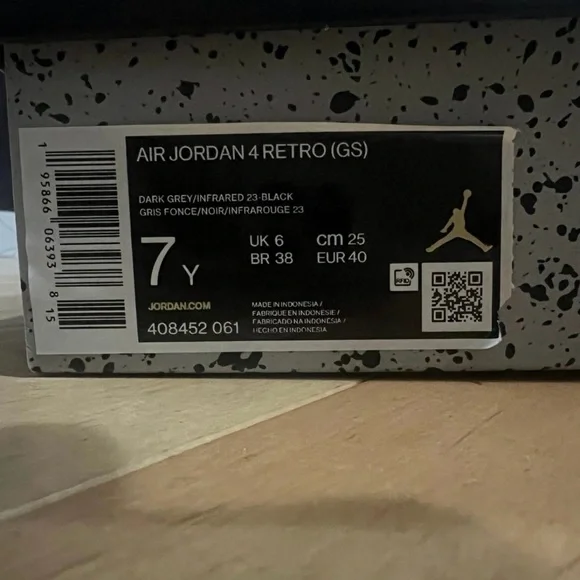 1 95866 06393 8 15
AIR JORDAN 4 RETRO (GS)
DARK GREY/INFRARED 23-BLACK
GRIS FONCE/NOIR/INFRAROUGE 23
7 Y
UK 6 cm 25
BR 38 EUR 40
RFID
JORDAN.COM
408452 061
MADE IN INDONESIA /
FABRIQUE EN INDONESIE /
FABRICADO NA INDONESIA /
HECHO EN INDONESIA